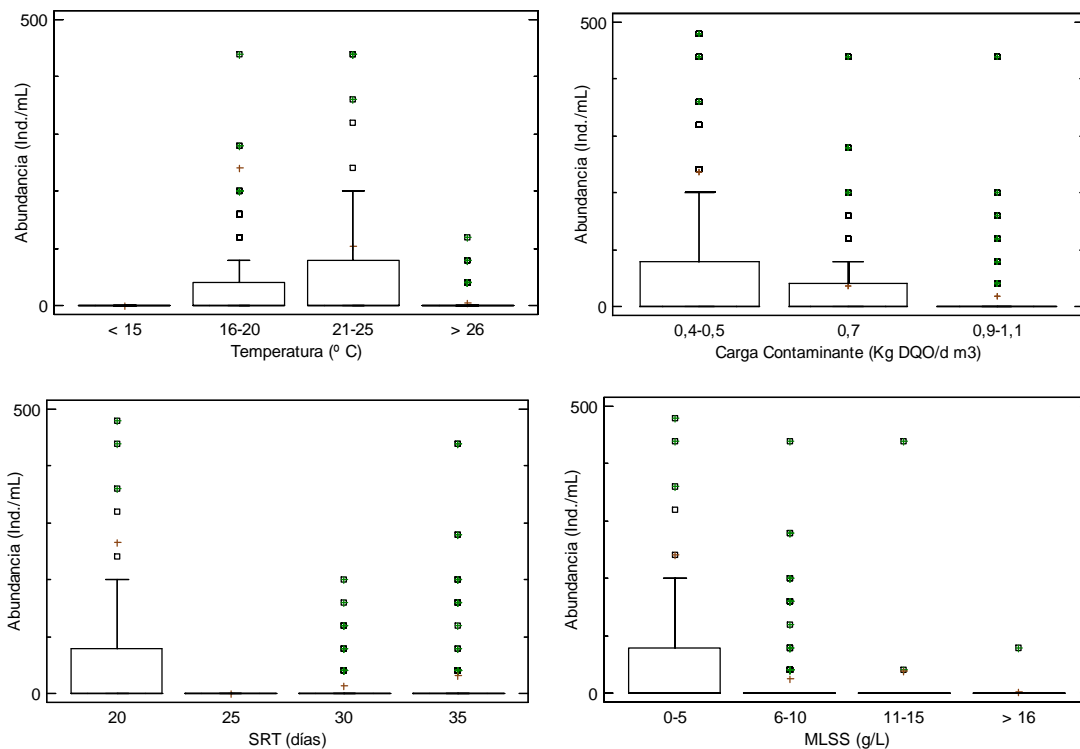 500
Abundancia (Ind./mL)
0
< 15 16-20 21-25 > 26
Temperatura (º C)
500
Abundancia (Ind./mL)
0
0,4-0,5 0,7 0,9-1,1
Carga Contaminante (Kg DQO/d m3)
500
Abundancia (Ind./mL)
0
20 25 30 35
SRT (días)
500
Abundancia (Ind./mL)
0
0-5 6-10 11-15 > 16
MLSS (g/L)